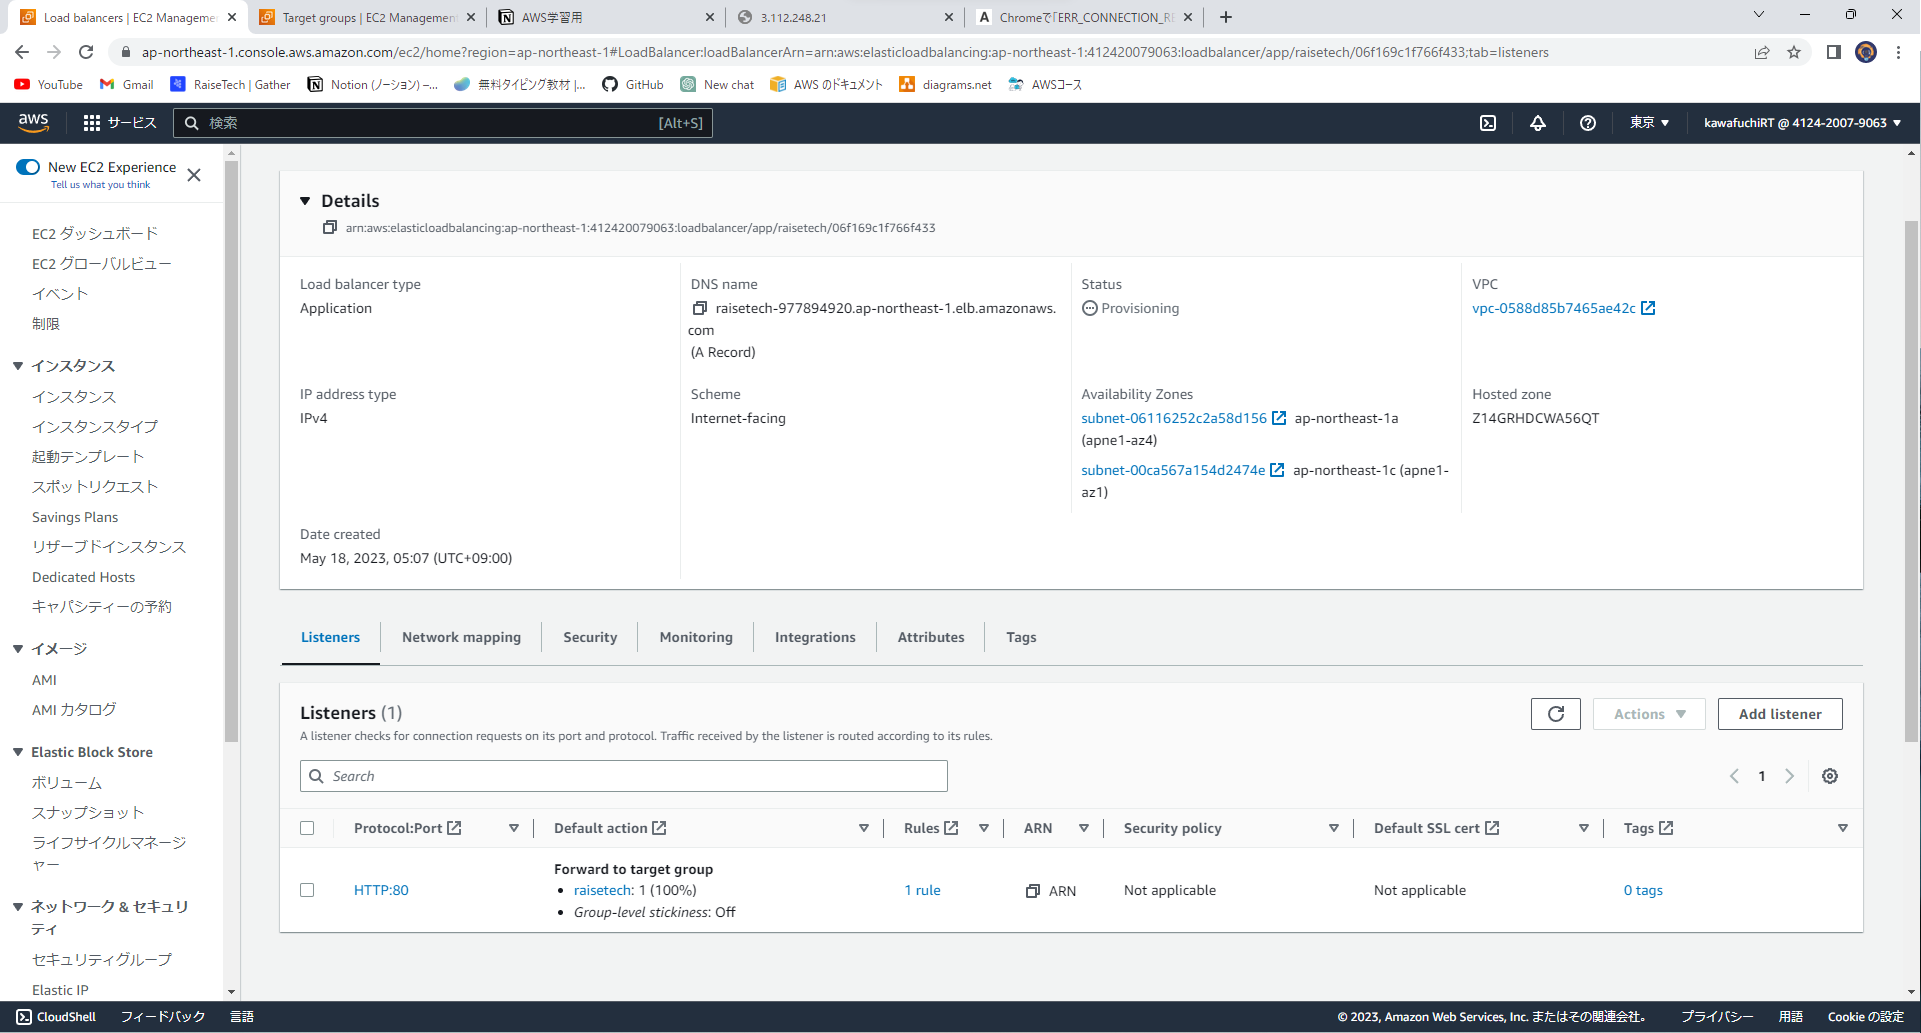 Load balancers | EC2 Manageme
Target groups | EC2 Management
AWS学習用
3.112.248.21
Chromeで「ERR_CONNECTION_RE
ap-northeast-1.console.aws.amazon.com/ec2/home?region=ap-northeast-1#LoadBalancer:loadBalancerArn=arn:aws:elasticloadbalancing:ap-northeast-1:412420079063:loadbalancer/app/raisetech/06f169c1f766f433;tab=listeners
YouTube
Gmail
RaiseTech | Gather
Notion (ノーション) –...
無料タイピング教材 |...
GitHub
New chat
AWS のドキュメント
diagrams.net
AWSコース
aws
サービス
検索
[Alt+S]
東京
kawafuchiRT @ 4124-2007-9063
New EC2 Experience
Tell us what you think
EC2 ダッシュボード
EC2 グローバルビュー
イベント
制限
インスタンス
インスタンス
インスタンスタイプ
起動テンプレート
スポットリクエスト
Savings Plans
リザーブドインスタンス
Dedicated Hosts
キャパシティーの予約
イメージ
AMI
AMI カタログ
Elastic Block Store
ボリューム
スナップショット
ライフサイクルマネージ
ャー
ネットワーク & セキュリ
ティ
セキュリティグループ
Elastic IP
Details
arn:aws:elasticloadbalancing:ap-northeast-1:412420079063:loadbalancer/app/raisetech/06f169c1f766f433
Load balancer type
Application
DNS name
raisetech-977894920.ap-northeast-1.elb.amazonaws.
com
(A Record)
Status
Provisioning
VPC
vpc-0588d85b7465ae42c
IP address type
IPv4
Scheme
Internet-facing
Availability Zones
subnet-06116252c2a58d156 ap-northeast-1a
(apne1-az4)
subnet-00ca567a154d2474e ap-northeast-1c (apne1-
az1)
Hosted zone
Z14GRHDCWA56QT
Date created
May 18, 2023, 05:07 (UTC+09:00)
Listeners
Network mapping
Security
Monitoring
Integrations
Attributes
Tags
Listeners (1)
A listener checks for connection requests on its port and protocol. Traffic received by the listener is routed according to its rules.
Actions
Add listener
Search
1
Protocol:Port
Default action
Rules
ARN
Security policy
Default SSL cert
Tags
HTTP:80
Forward to target group
• raisetech: 1 (100%)
• Group-level stickiness: Off
1 rule
ARN
Not applicable
Not applicable
0 tags
CloudShell
フィードバック
言語
© 2023, Amazon Web Services, Inc. またはその関連会社。
プライバシー
用語
Cookie の設定